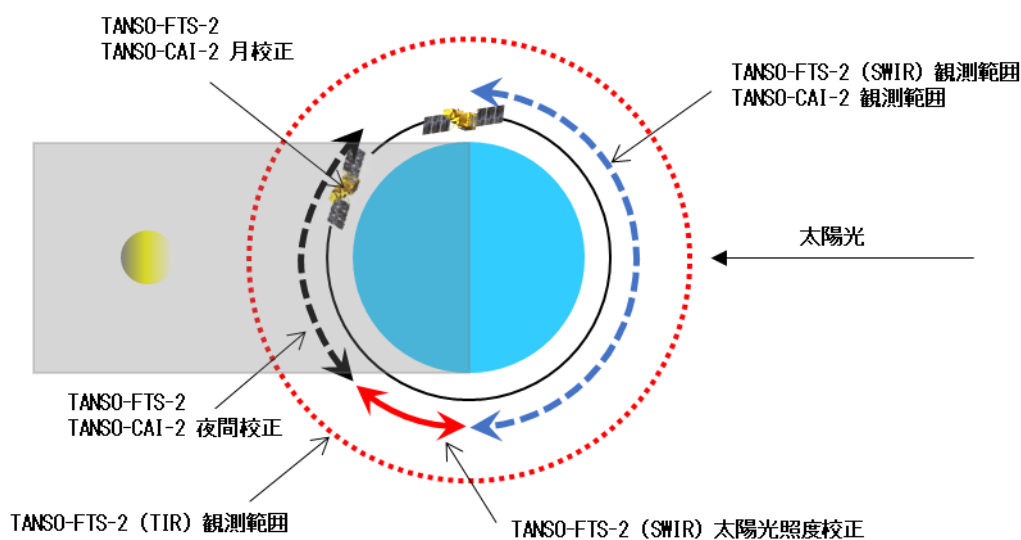 TANSO-FTS-2
TANSO-CAI-2 月校正
TANSO-FTS-2 (SWIR) 観測範囲
TANSO-CAI-2 観測範囲
太陽光
TANSO-FTS-2
TANSO-CAI-2 夜間校正
TANSO-FTS-2 (TIR) 観測範囲
TANSO-FTS-2 (SWIR) 太陽光照度校正